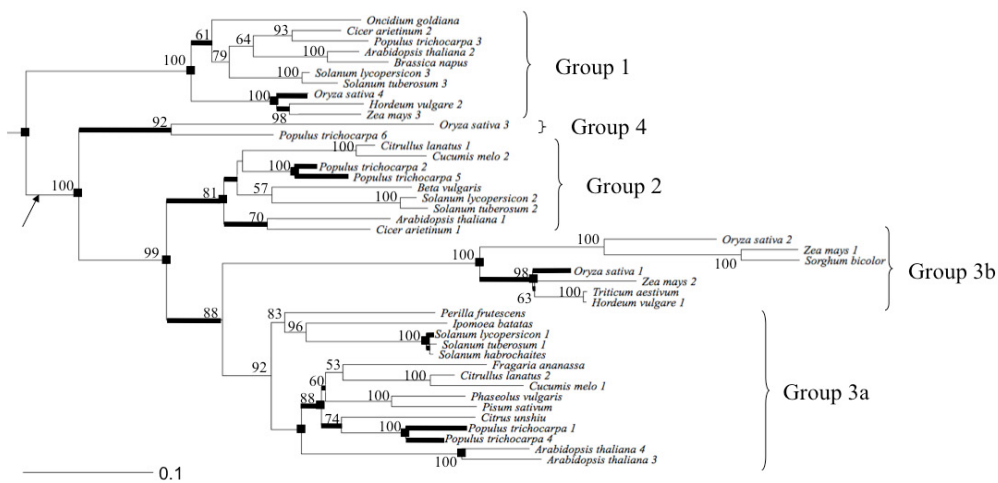 Oncidium goldiana
61
Cicer arietinum 2
93
Populus trichocarpa 3
64
Arabidopsis thaliana 2
79
100
Brassica napus
100
Solanum lycopersicon 3
100
Solanum tuberosum 3
Group 1
Oryza sativa 4
100
Hordeum vulgare 2
Zea mays 3
98
92
Oryza sativa 3
Group 4
Populus trichocarpa 6
Citrullus lanatus 1
100
Cucumis melo 2
Populus trichocarpa 2
100
Populus trichocarpa 5
100
Beta vulgaris
Group 2
81
57
Solanum lycopersicon 2
100
Solanum tuberosum 2
Arabidopsis thaliana 1
70
Cicer arietinum 1
Oryza sativa 2
100
Zea mays 1
99
100
100
Sorghum bicolor
Oryza sativa 1
98
Group 3b
Zea mays 2
Triticum aestivum
63
100
Hordeum vulgare 1
88
83
Perilla frutescens
Ipomoea batatas
96
Solanum lycopersicon 1
100
Solanum tuberosum 1
Solanum habrochaites
92
Fragaria ananassa
53
Citrullus lanatus 2
60
100
Cucumis melo 1
Group 3a
Phaseolus vulgaris
88
100
Pisum sativum
Citrus unshiu
74
Populus trichocarpa 1
100
Populus trichocarpa 4
Arabidopsis thaliana 4
100
Arabidopsis thaliana 3
0.1